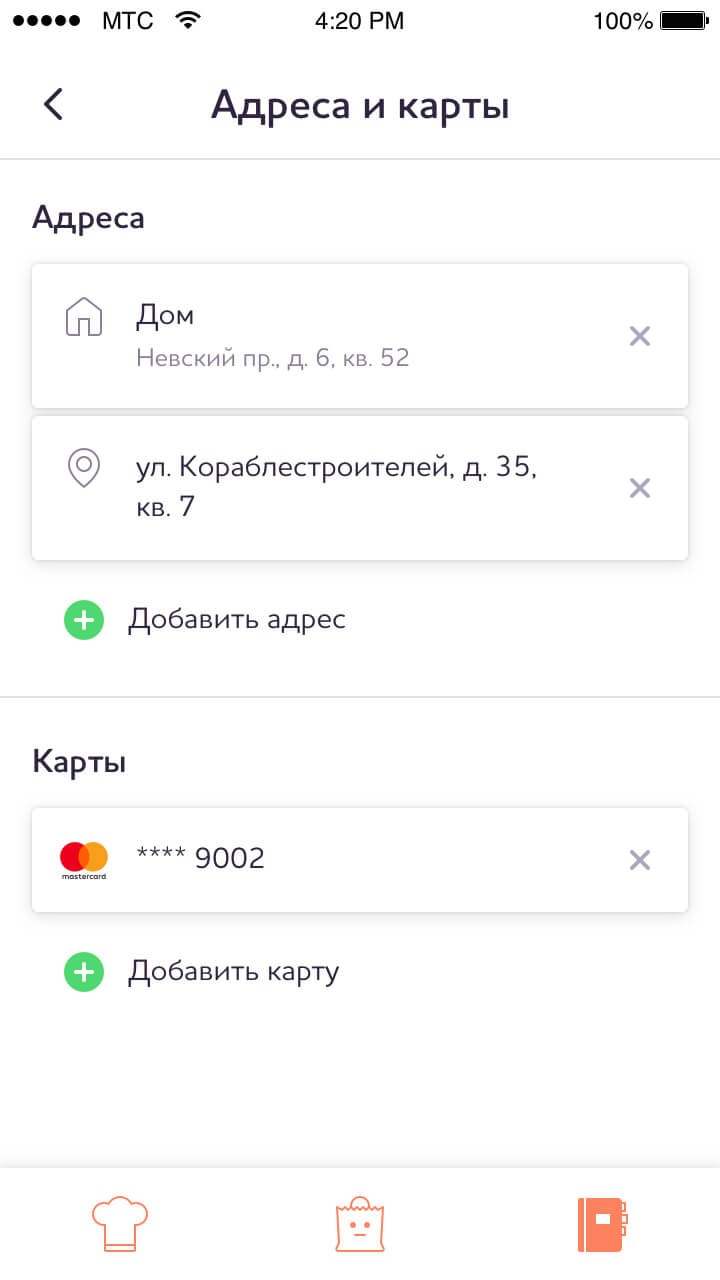 МТС 4:20 PM 100%
Адреса и карты
Адреса
Дом
Невский пр., д. 6, кв. 52
ул. Кораблестроителей, д. 35,
кв. 7
Добавить адрес
Карты
**** 9002
mastercard.
Добавить карту